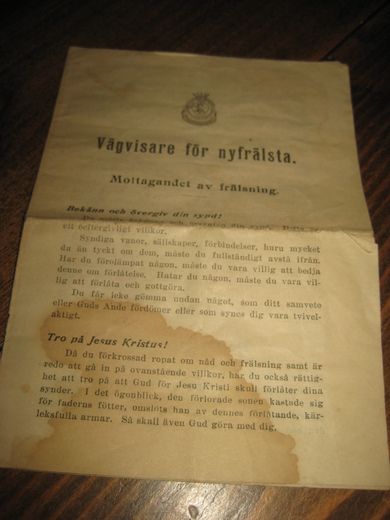 Vägvisare för nyfrälsta.
Mottagandet av frälsning.
Bekänn och övergiv din synd!
ett oeftergivligt villkor.
Syndiga vanor, sällskaper, förbindelser, huru mycket
du än tyckt om dem, måste du fullständigt avstå ifrån.
Har du förolämpat någon, måste du vara villig att bedja
denne om förlåtelse. Hatar du någon, måste du vara vil-
lig att förlåta och gottgöra.
Du får icke gömma undan något, som ditt samvete
eller Guds Ande fördömer eller som synes dig vara tvivel-
aktigt.
Tro på Jesus Kristus!
Då du förkrossad ropat om nåd och frälsning samt är
redo att gå in på ovanstående villkor, har du också rättig-
het att tro på att Gud för Jesu Kristi skull förlåter dina
synder. I det ögonblick, den förlorade sonen kastade sig
för faderns fötter, omslöts han av dennes förlåtande, kär-
leksfulla armar. Så skall även Gud göra med dig.